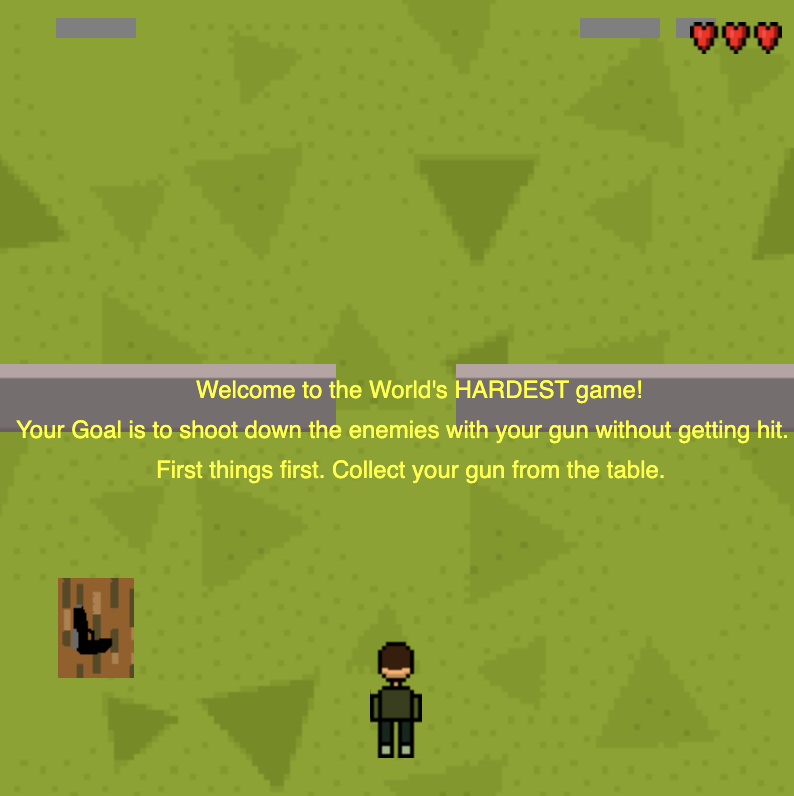 Welcome to the World's HARDEST game!
Your Goal is to shoot down the enemies with your gun without getting hit.
First things first. Collect your gun from the table.